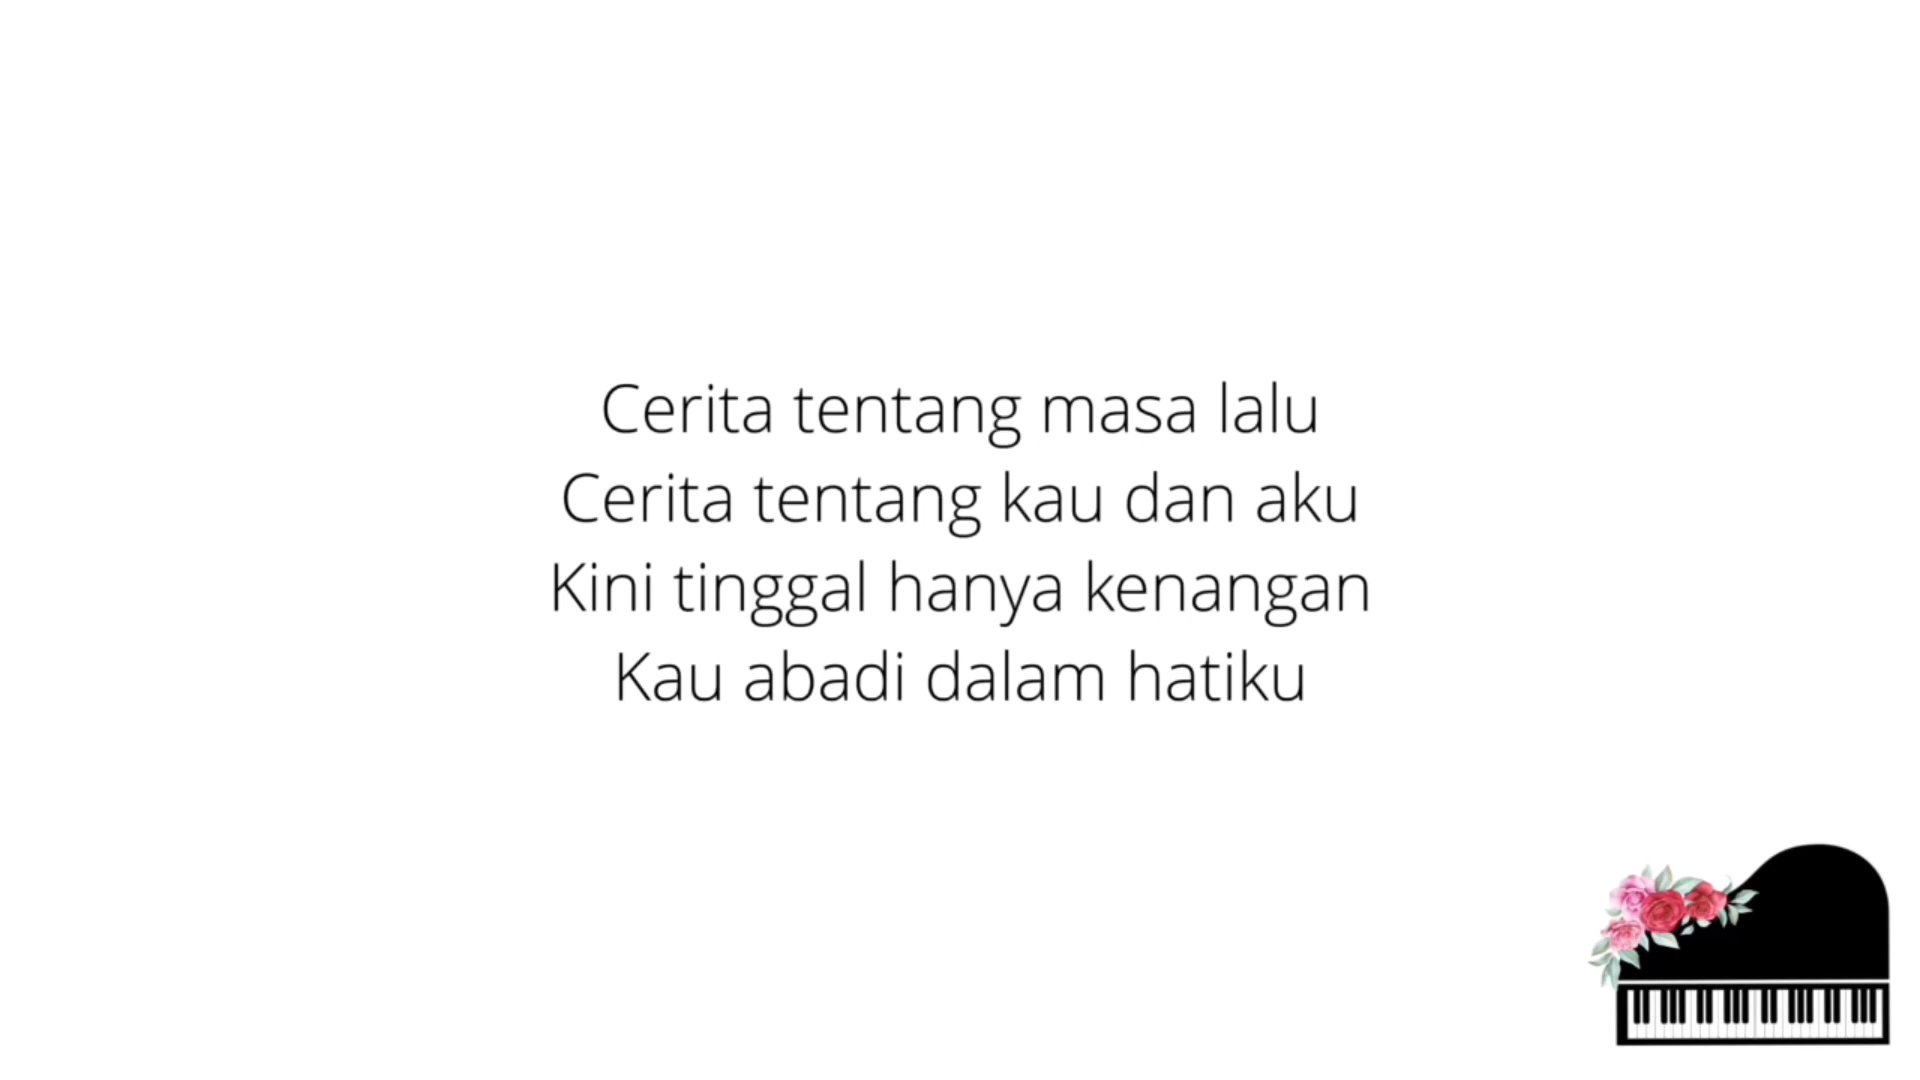 Cerita tentang masa lalu
Cerita tentang kau dan aku
Kini tinggal hanya kenangan
Kau abadi dalam hatiku